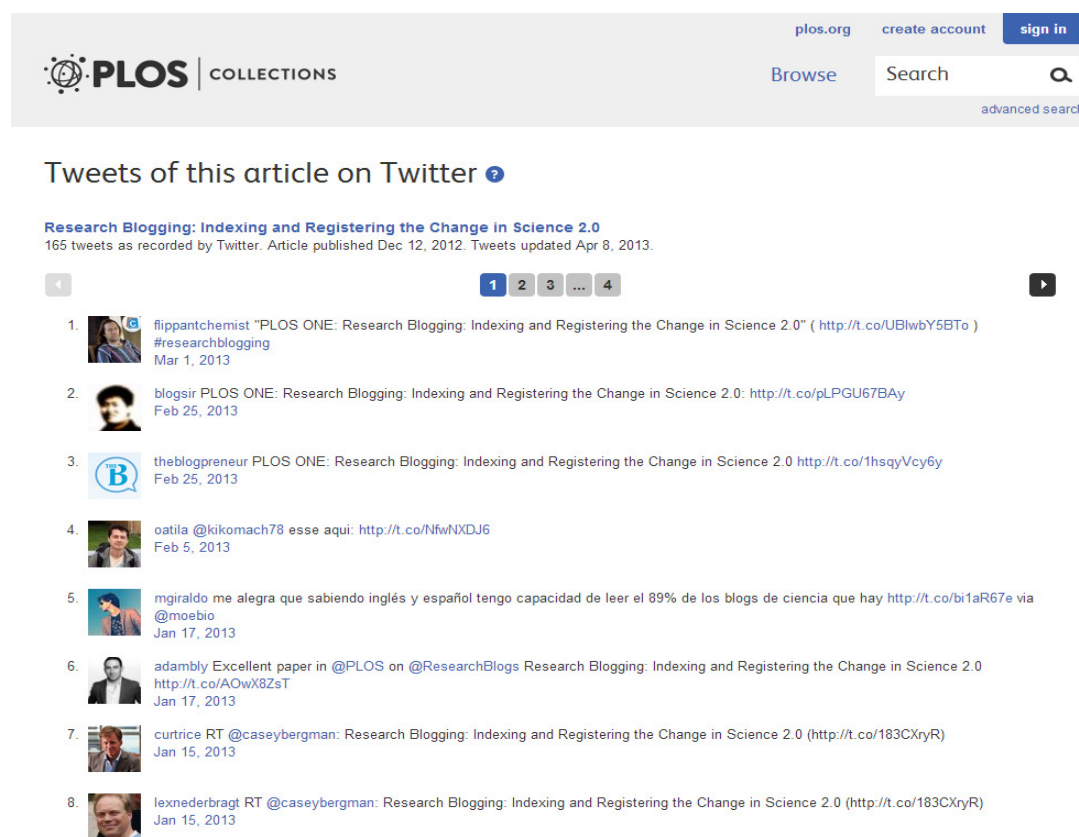 plos.org create account sign in
PLOS COLLECTIONS Browse Search
advanced search
Tweets of this article on Twitter ?
Research Blogging: Indexing and Registering the Change in Science 2.0
165 tweets as recorded by Twitter. Article published Dec 12, 2012. Tweets updated Apr 8, 2013.
1 2 3 ... 4
1. flippantchemist "PLOS ONE: Research Blogging: Indexing and Registering the Change in Science 2.0" ( http://t.co/UBlwbY5BTo )
#researchblogging
Mar 1, 2013
2. blogsir PLOS ONE: Research Blogging: Indexing and Registering the Change in Science 2.0: http://t.co/pLPGU67BAy
Feb 25, 2013
3. theblogpreneur PLOS ONE: Research Blogging: Indexing and Registering the Change in Science 2.0 http://t.co/1hsqyVcy6y
Feb 25, 2013
THE B
4. oatila @kikomach78 esse aqui: http://t.co/NfwNXDJ6
Feb 5, 2013
5. mgiraldo me alegra que sabiendo inglés y español tengo capacidad de leer el 89% de los blogs de ciencia que hay http://t.co/bi1aR67e via
@moebio
Jan 17, 2013
6. adambly Excellent paper in @PLOS on @ResearchBlogs Research Blogging: Indexing and Registering the Change in Science 2.0
http://t.co/AOwX8ZsT
Jan 17, 2013
7. curtrice RT @caseybergman: Research Blogging: Indexing and Registering the Change in Science 2.0 (http://t.co/183CXryR)
Jan 15, 2013
8. lexnederbragt RT @caseybergman: Research Blogging: Indexing and Registering the Change in Science 2.0 (http://t.co/183CXryR)
Jan 15, 2013